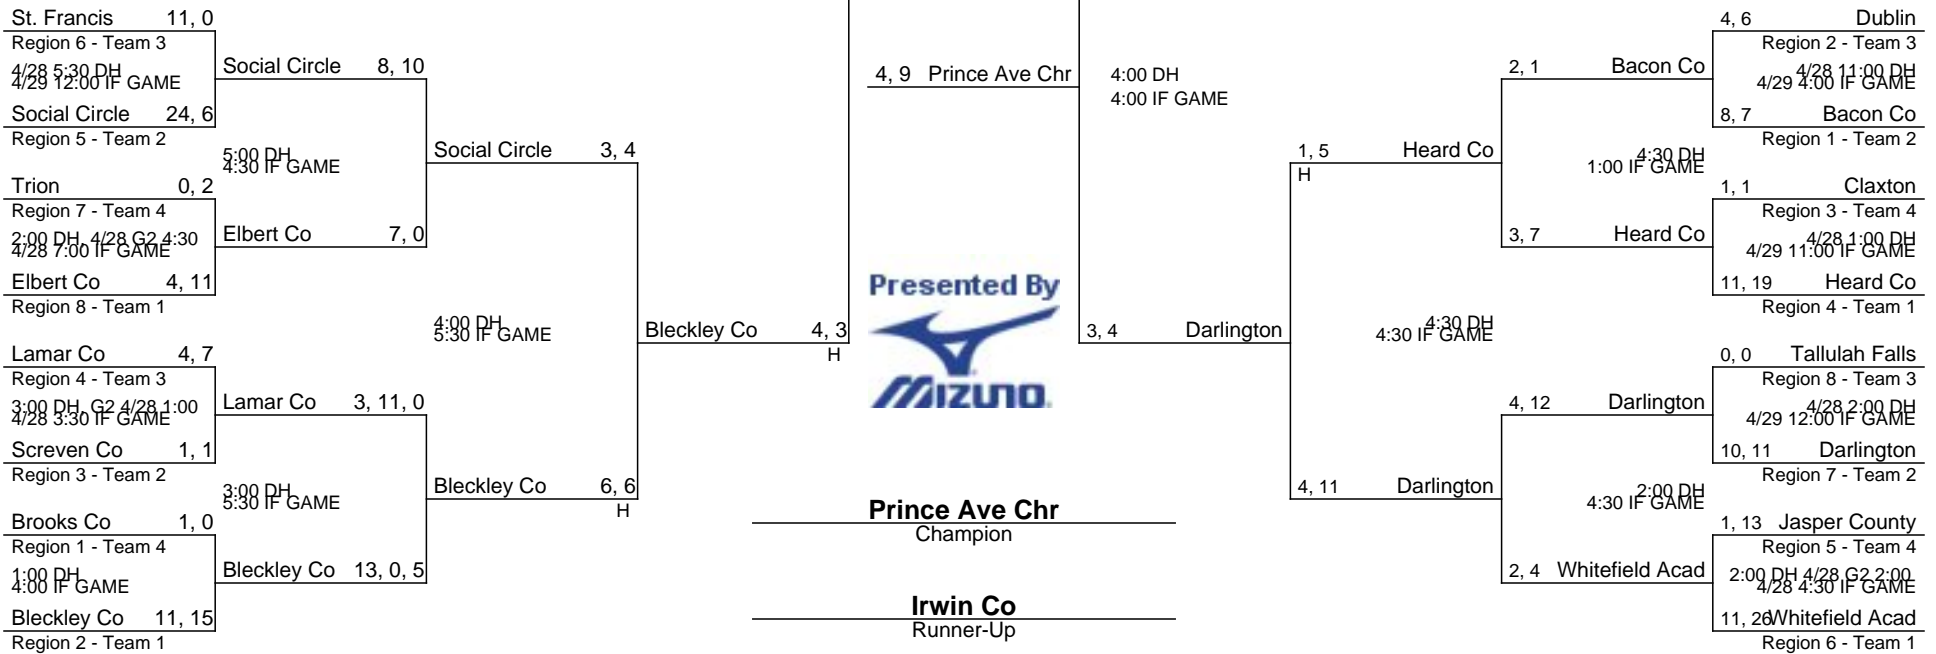 St. Francis 11, 0
Region 6 - Team 3
4/28 5:30 DH
4/29 12:00 IF GAME
Social Circle 24, 6
Region 5 - Team 2
Trion 0, 2
Region 7 - Team 4
2:00 DH, 4/28 G2 4:30
4/28 7:00 IF GAME
Elbert Co 4, 11
Region 8 - Team 1
Lamar Co 4, 7
Region 4 - Team 3
3:00 DH, G2 4/28 1:00
4/28 3:30 IF GAME
Screven Co 1, 1
Region 3 - Team 2
Brooks Co 1, 0
Region 1 - Team 4
1:00 DH
4:00 IF GAME
Bleckley Co 11, 15
Region 2 - Team 1
Social Circle 8, 10
5:00 DH
4:30 IF GAME
Elbert Co 7, 0
Lamar Co 3, 11, 0
3:00 DH
5:30 IF GAME
Bleckley Co 13, 0, 5
Social Circle 3, 4
4:00 DH
5:30 IF GAME
Bleckley Co 6, 6
H
Bleckley Co 4, 3
H
4, 9 Prince Ave Chr
4:00 DH
4:00 IF GAME
Presented By
MIZUNO
Prince Ave Chr
Champion
Irwin Co
Runner-Up
3, 4 Darlington
1, 5 Heard Co
H
4:30 DH
4:30 IF GAME
4, 11 Darlington
2, 1 Bacon Co
4:30 DH
1:00 IF GAME
3, 7 Heard Co
4, 12 Darlington
2:00 DH
4:30 IF GAME
2, 4 Whitefield Acad
4, 6 Dublin
Region 2 - Team 3
4/28 11:00 DH
4/29 4:00 IF GAME
8, 7 Bacon Co
Region 1 - Team 2
1, 1 Claxton
Region 3 - Team 4
4/28 1:00 DH
4/29 11:00 IF GAME
11, 19 Heard Co
Region 4 - Team 1
0, 0 Tallulah Falls
Region 8 - Team 3
4/28 2:00 DH
4/29 12:00 IF GAME
10, 11 Darlington
Region 7 - Team 2
1, 13 Jasper County
Region 5 - Team 4
2:00 DH 4/28 G2 2:00
4/28 4:30 IF GAME
11, 26 Whitefield Acad
Region 6 - Team 1